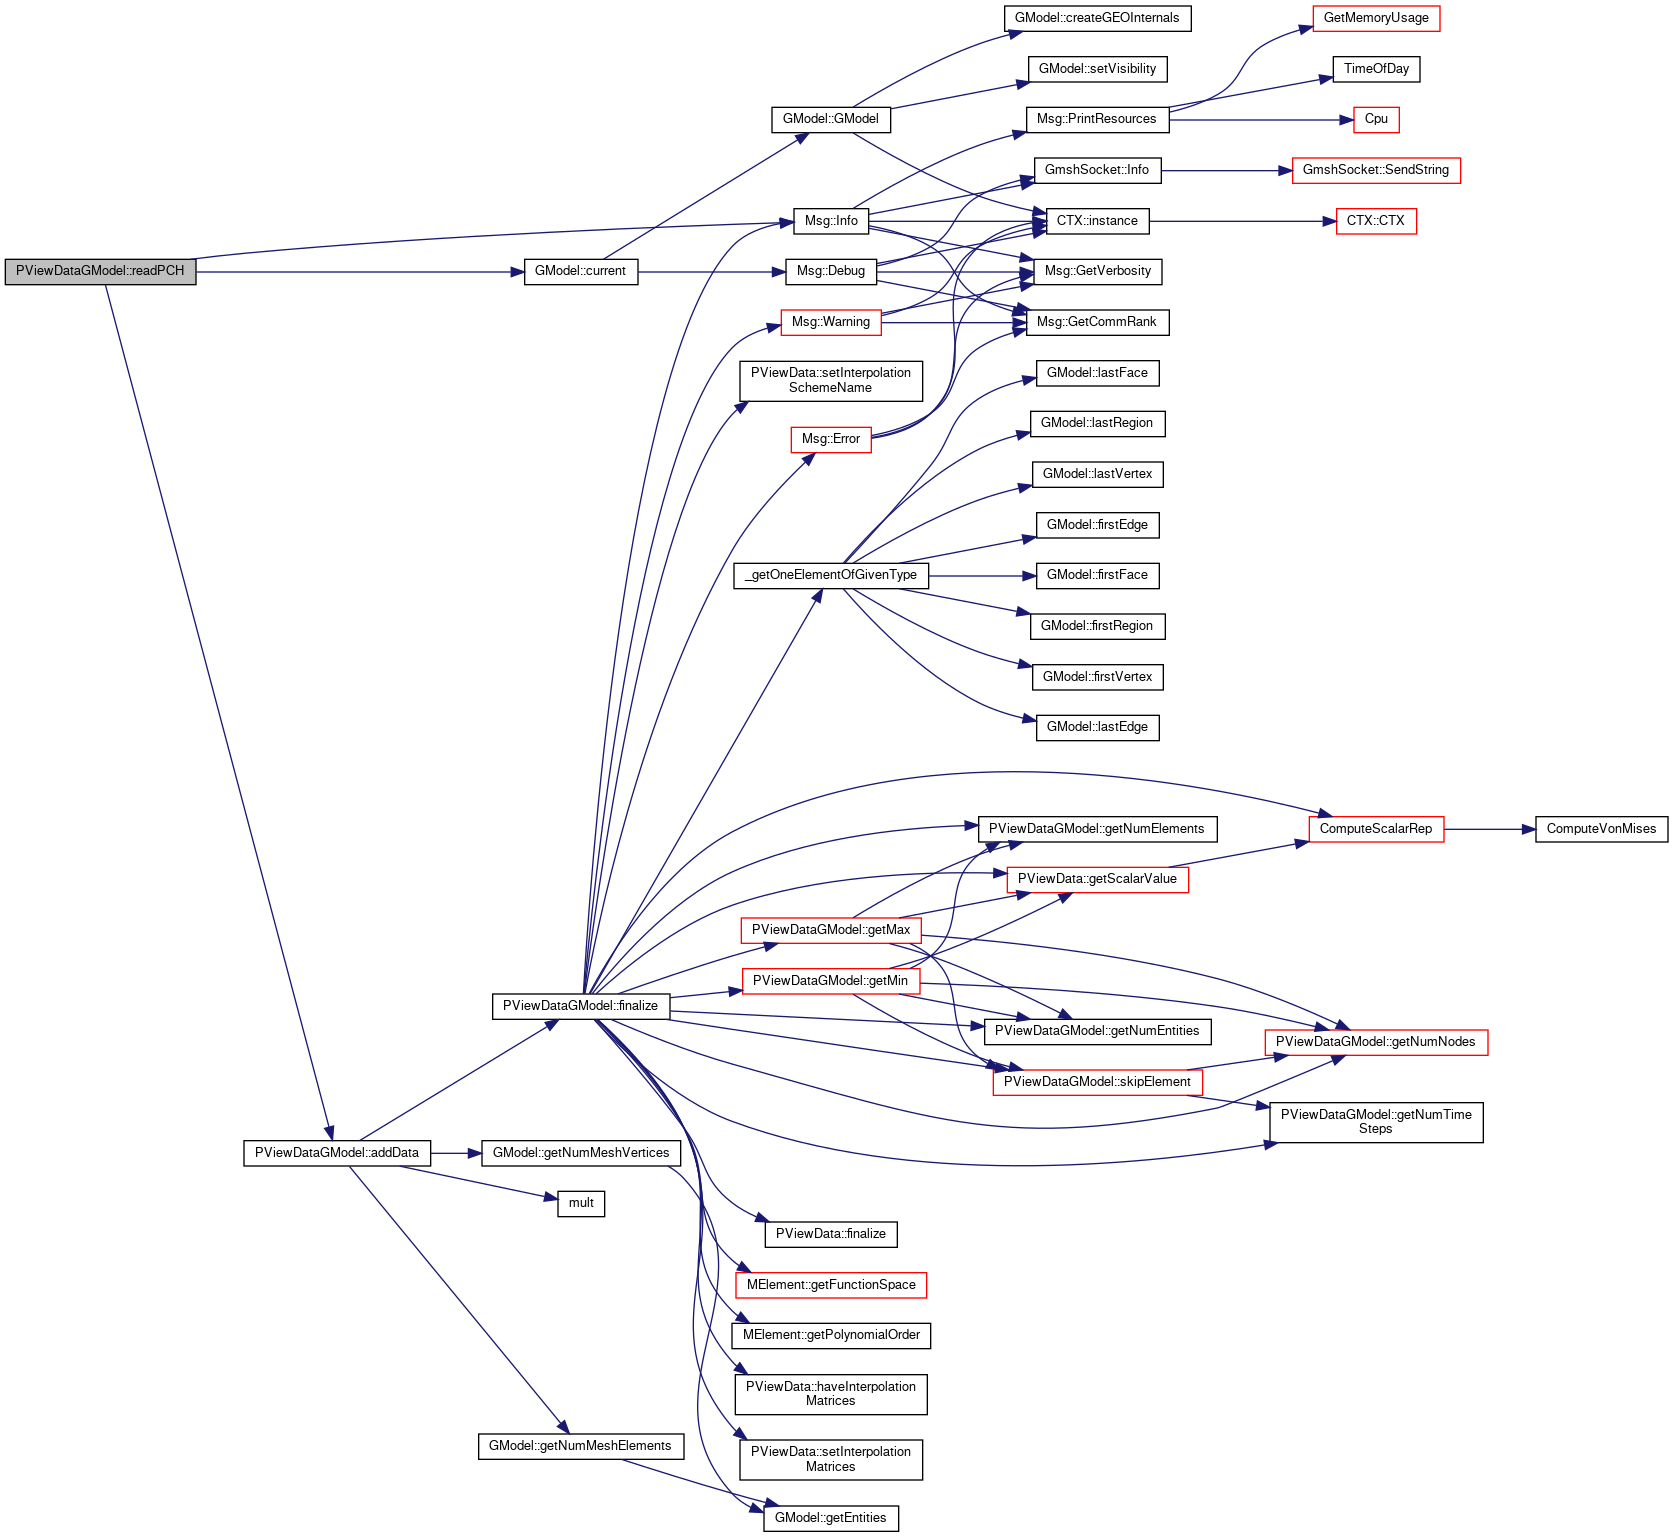 GModel::createGEOInternals
GetMemoryUsage
GModel::setVisibility
TimeOfDay
GModel::GModel
Msg::PrintResources
Cpu
GmshSocket::Info
GmshSocket::SendString
Msg::Info
CTX::instance
CTX::CTX
PViewDataGModel::readPCH
GModel::current
Msg::Debug
Msg::GetVerbosity
Msg::Warning
Msg::GetCommRank
PViewData::setInterpolation
SchemeName
GModel::lastFace
GModel::lastRegion
Msg::Error
GModel::lastVertex
GModel::firstEdge
_getOneElementOfGivenType
GModel::firstFace
GModel::firstRegion
GModel::firstVertex
GModel::lastEdge
PViewDataGModel::getNumElements
ComputeScalarRep
ComputeVonMises
PViewData::getScalarValue
PViewDataGModel::getMax
PViewDataGModel::getMin
PViewDataGModel::finalize
PViewDataGModel::getNumEntities
PViewDataGModel::getNumNodes
PViewDataGModel::skipElement
PViewDataGModel::getNumTime
Steps
PViewDataGModel::addData
GModel::getNumMeshVertices
mult
PViewData::finalize
MElement::getFunctionSpace
MElement::getPolynomialOrder
PViewData::haveInterpolation
Matrices
GModel::getNumMeshElements
PViewData::setInterpolation
Matrices
GModel::getEntities